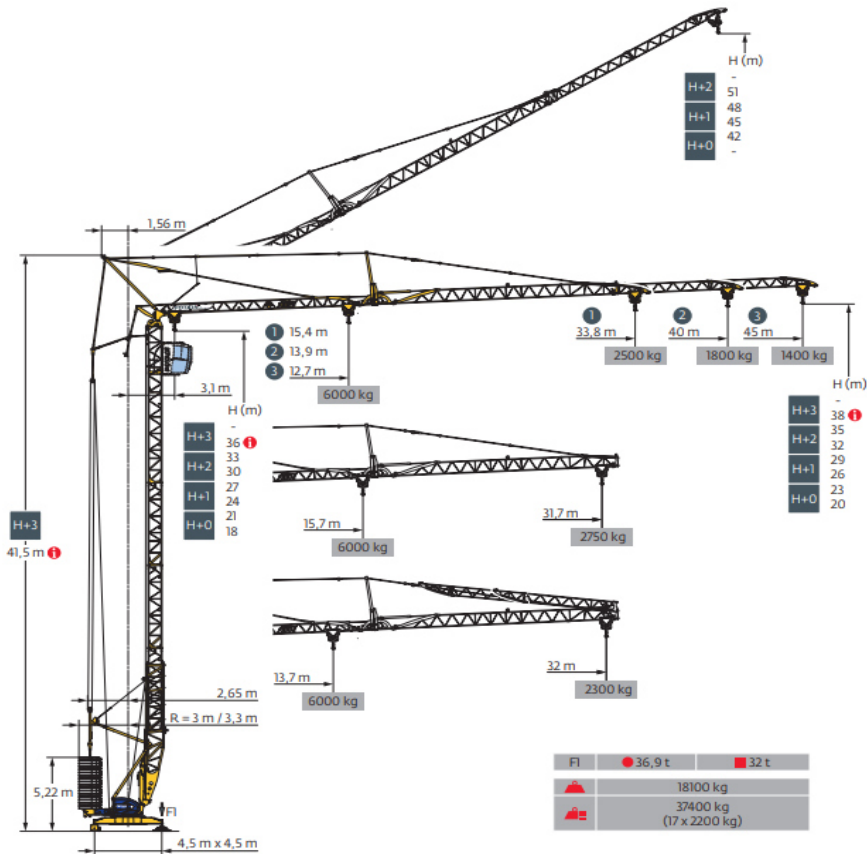 H (m)
H+2
H+1
H+0
-
51
48
45
42
-
1,56 m
1 15,4 m
2 13,9 m
3 12,7 m
6000 kg
1
33,8 m
2500 kg
2
40 m
1800 kg
3
45 m
1400 kg
3,1 m
H (m)
H+3
H+2
H+1
H+0
-
36 i
33
30
27
24
21
18
H (m)
H+3
H+2
H+1
H+0
-
38 i
35
32
29
26
23
20
H+3
41,5 m i
15,7 m
6000 kg
31,7 m
2750 kg
13,7 m
6000 kg
32 m
2300 kg
2,65 m
R = 3 m / 3,3 m
5,22 m
F1
4,5 m x 4,5 m
F1 36,9 t 32 t
18100 kg
37400 kg
(17 x 2200 kg)